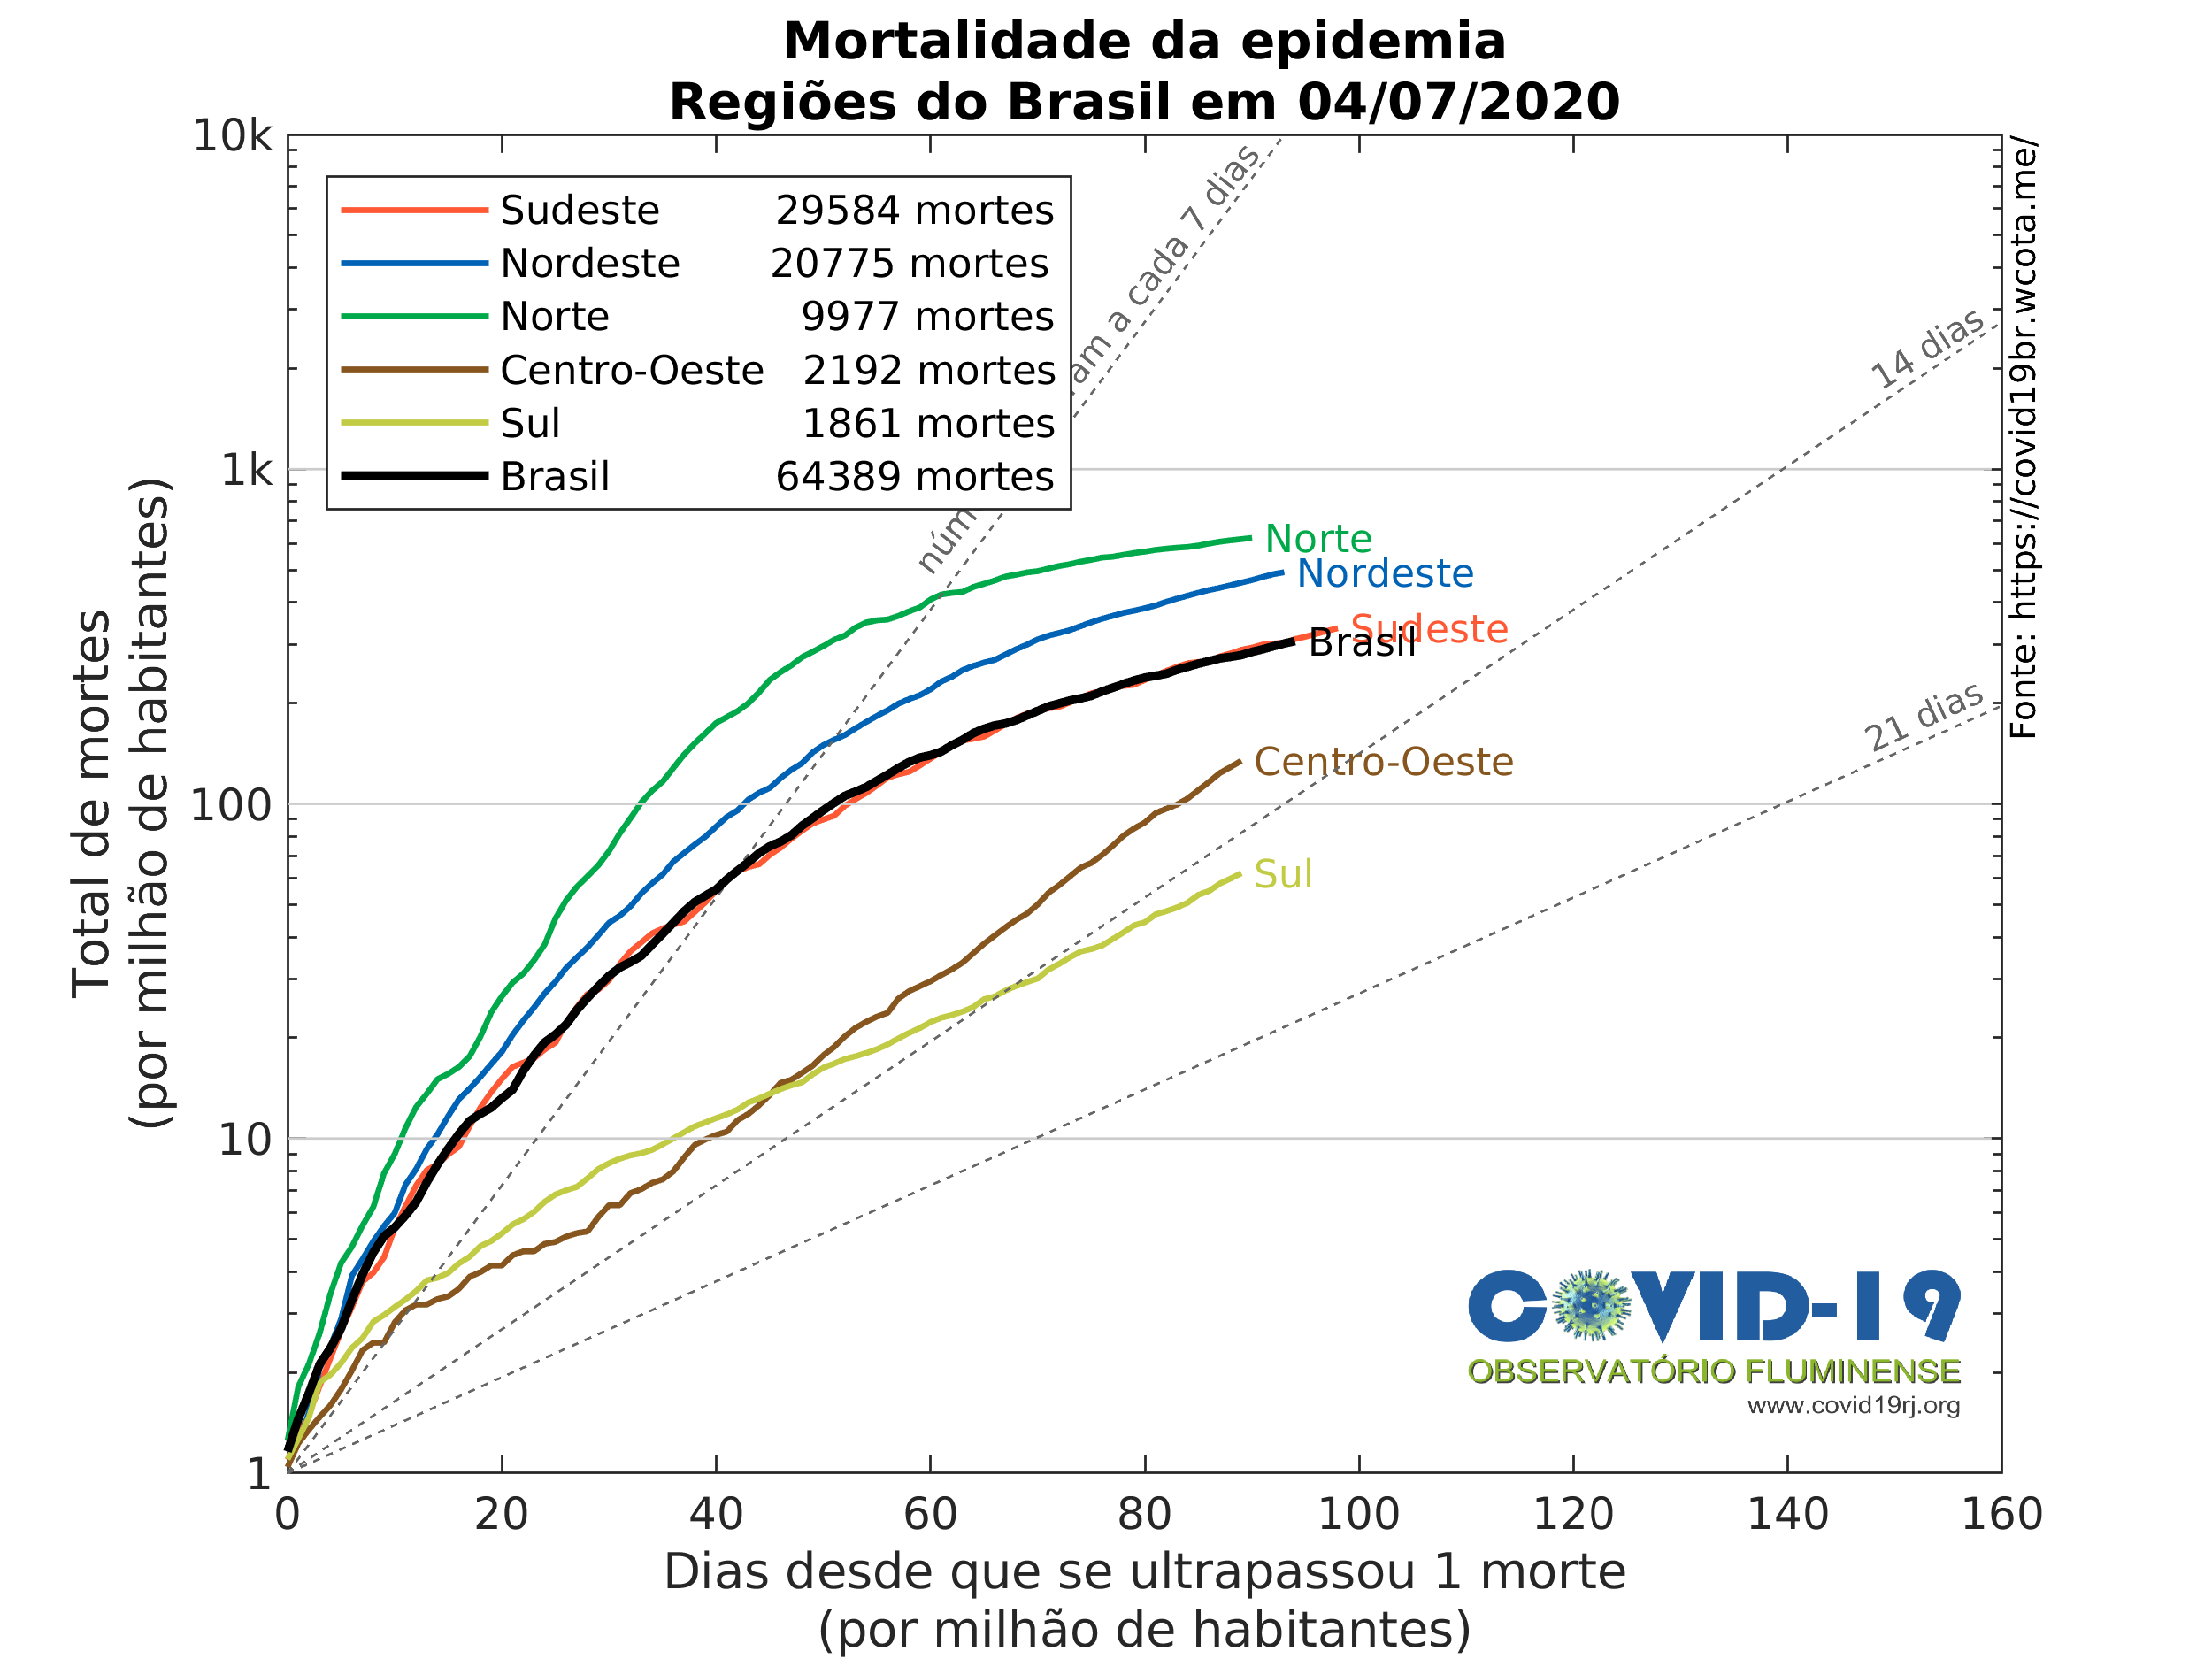 Mortalidade da epidemia
Regiões do Brasil em 04/07/2020
10k
1k
100
10
1
Total de mortes
(por milhão de habitantes)
Sudeste 29584 mortes
Nordeste 20775 mortes
Norte 9977 mortes
Centro-Oeste 2192 mortes
Sul 1861 mortes
Brasil 64389 mortes
am a cada 7 dias
14 dias
21 dias
Norte
Nordeste
Sudeste
Brasil
Centro-Oeste
Sul
Fonte: https://covid19br.wcota.me/
COVID-19
OBSERVATÓRIO FLUMINENSE
www.covid19rj.org
0 20 40 60 80 100 120 140 160
Dias desde que se ultrapassou 1 morte
(por milhão de habitantes)